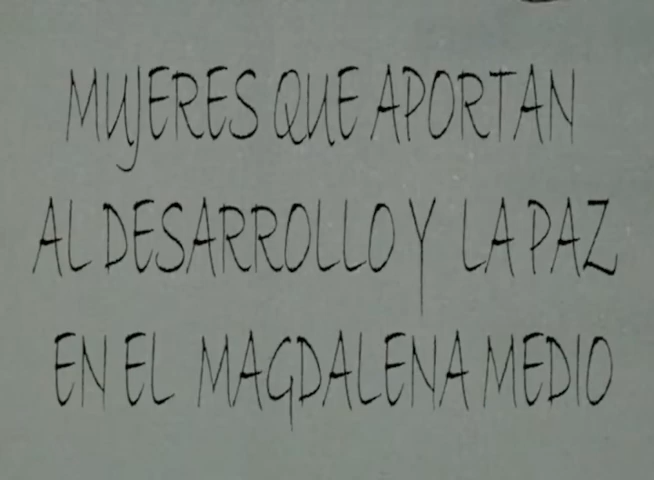 MUJERES QUE APORTAN
AL DESARROLLO Y LA PAZ
EN EL MAGDALENA MEDIO